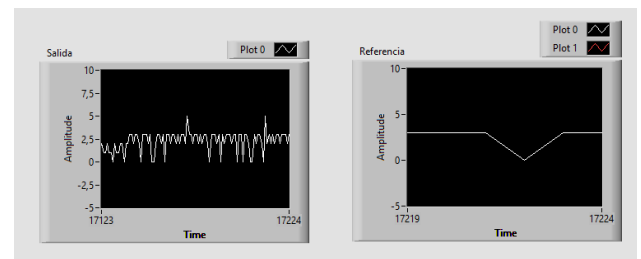 Salida
Plot 0
10-
7,5-
5-
2,5-
0-
-2,5-
-5-
Amplitude
17123
17224
Time
Referencia
Plot 0
Plot 1
10-
5-
0-
-5-
Amplitude
17219
17224
Time